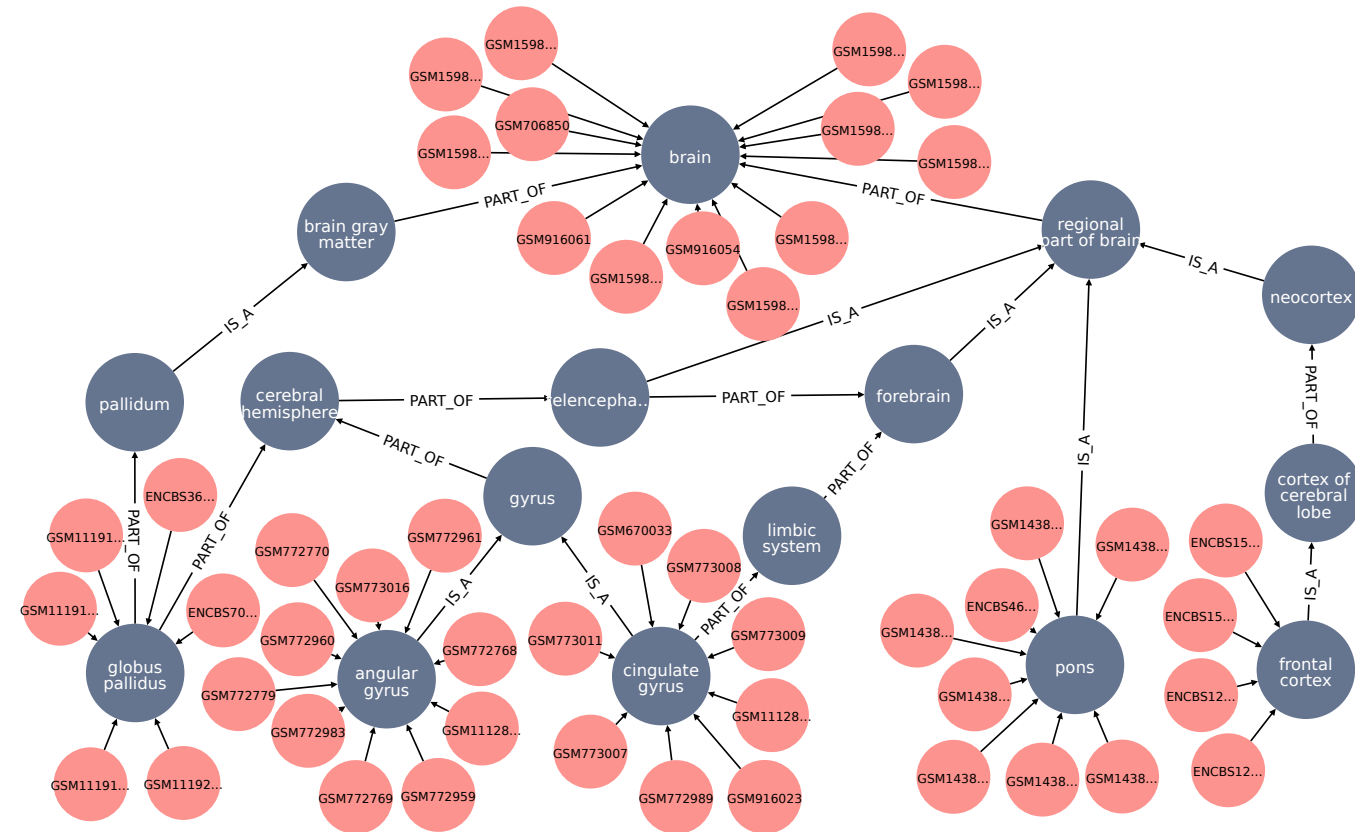 GSM1598...
GSM1598...
GSM1598...
GSM1598...
GSM706850
GSM1598...
GSM1598...
GSM1598...
brain
PART_OF
PART_OF
brain gray
matter
regional
part of brain
GSM916061
GSM916054
GSM1598...
GSM1598...
GSM1598...
IS_A
neocortex
IS_A
IS_A
IS_A
pallidum
cerebral
hemisphere
PART_OF
elencepha..
PART_OF
forebrain
PART_OF
PART_OF
IS_A
PART_OF
gyrus
cortex of
cerebral
lobe
ENCBS36...
GSM11191...
PART_OF
PART_OF
GSM772770
GSM772961
GSM670033
limbic
system
GSM1438...
GSM1438...
ENCBS15...
GSM773016
GSM773008
IS_A
IS_A
PART_OF
IS_A
GSM11191...
ENCBS70...
GSM772960
GSM772768
GSM773011
GSM773009
ENCBS46...
GSM1438...
ENCBS15...
globus
pallidus
angular
gyrus
cingulate
gyrus
pons
frontal
cortex
GSM772779
GSM772983
GSM11128...
GSM11128...
GSM1438...
ENCBS12...
GSM773007
GSM11191...
GSM11192...
GSM772769
GSM772959
GSM772989
GSM916023
GSM1438...
GSM1438...
GSM1438...
ENCBS12...